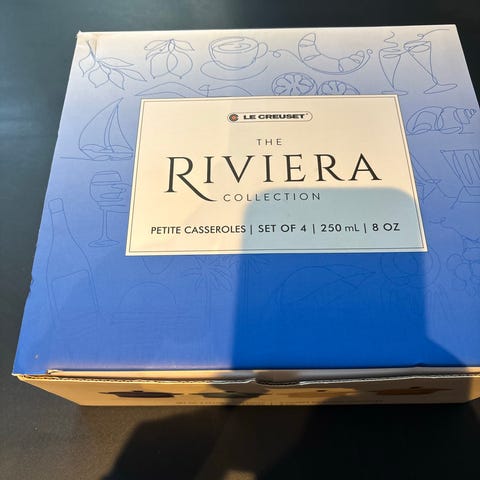 LE CREUSET
THE
RIVIERA
COLLECTION
PETITE CASSEROLES | SET OF 4 | 250 mL | 8 OZ